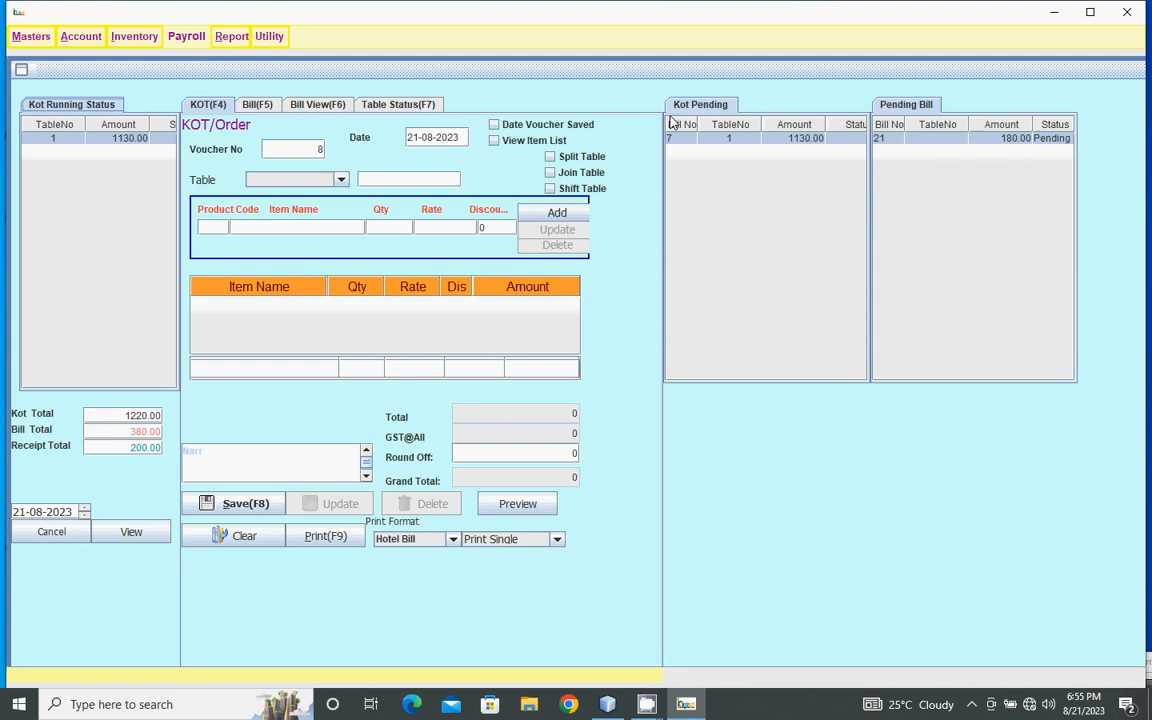 Masters Account Inventory Payroll Report Utility
Kot Running Status
TableNo Amount S
1 1130.00
Kot Total 1220.00
Bill Total 380.00
Receipt Total 200.00
21-08-2023
Cancel View
KOT(F4) Bill(F5) Bill View(F6) Table Status(F7)
KOT/Order
Voucher No 8
Date 21-08-2023
Date Voucher Saved
View Item List
Split Table
Join Table
Shift Table
Table
Product Code Item Name Qty Rate Discou...
0
Add
Update
Delete
Item Name Qty Rate Dis Amount
Total 0
GST@All 0
Round Off: 0
Grand Total: 0
Narr
Save(F8) Update Delete Preview
Clear Print(F9)
Print Format
Hotel Bill Print Single
Kot Pending
No TableNo Amount Statu
7 1 1130.00
Pending Bill
Bill No TableNo Amount Status
21 180.00 Pending
Type here to search
25°C Cloudy
6:55 PM
8/21/2023
2